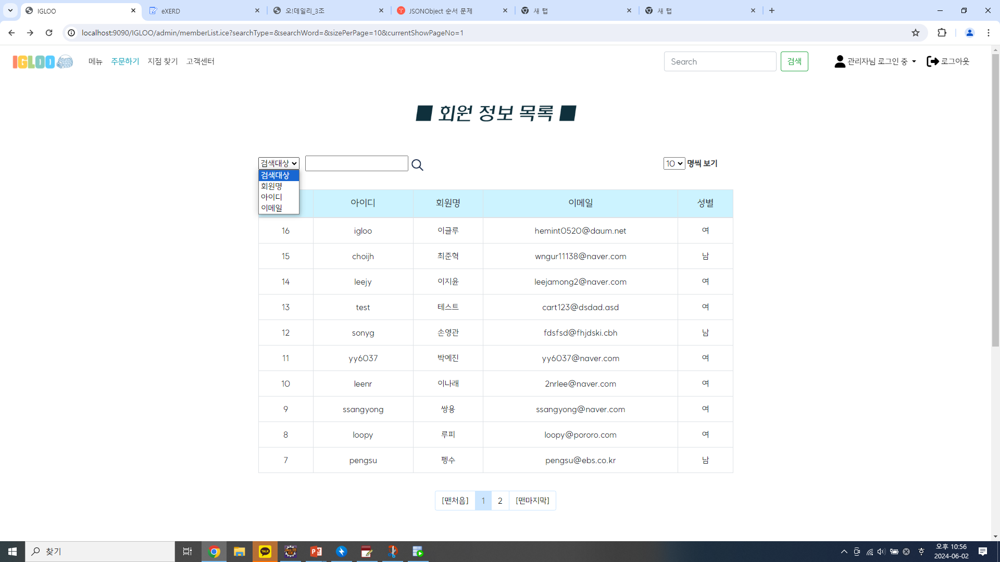 IGLOO
eXERD
오!데일리_3조
JSONObject 순서 문제
새 탭
새 탭
localhost:9090/IGLOO/admin/memberList.ice?searchType=&searchWord=&sizePerPage=10&currentShowPageNo=1
IGLOO 메뉴 주문하기 지점 찾기 고객센터 Search 검색 관리자님 로그인 중 로그아웃
■ 회원 정보 목록 ■
검색대상 10 명씩 보기
검색대상
회원명
아이디
이메일
아이디 회원명 이메일 성별
16 igloo 이글루 hemint0520@daum.net 여
15 choijh 최준혁 wngur11138@naver.com 남
14 leejy 이지윤 leejamong2@naver.com 여
13 test 테스트 cart123@dsdad.asd 여
12 sonyg 손영관 fdsfsd@fhjdski.cbh 남
11 yy6037 박예진 yy6037@naver.com 여
10 leenr 이나래 2nrlee@naver.com 여
9 ssangyong 쌍용 ssangyong@naver.com 여
8 loopy 루피 loopy@pororo.com 여
7 pengsu 펭수 pengsu@ebs.co.kr 남
[맨처음] 1 2 [맨마지막]
찾기
TALK
오후 10:56
2024-06-02